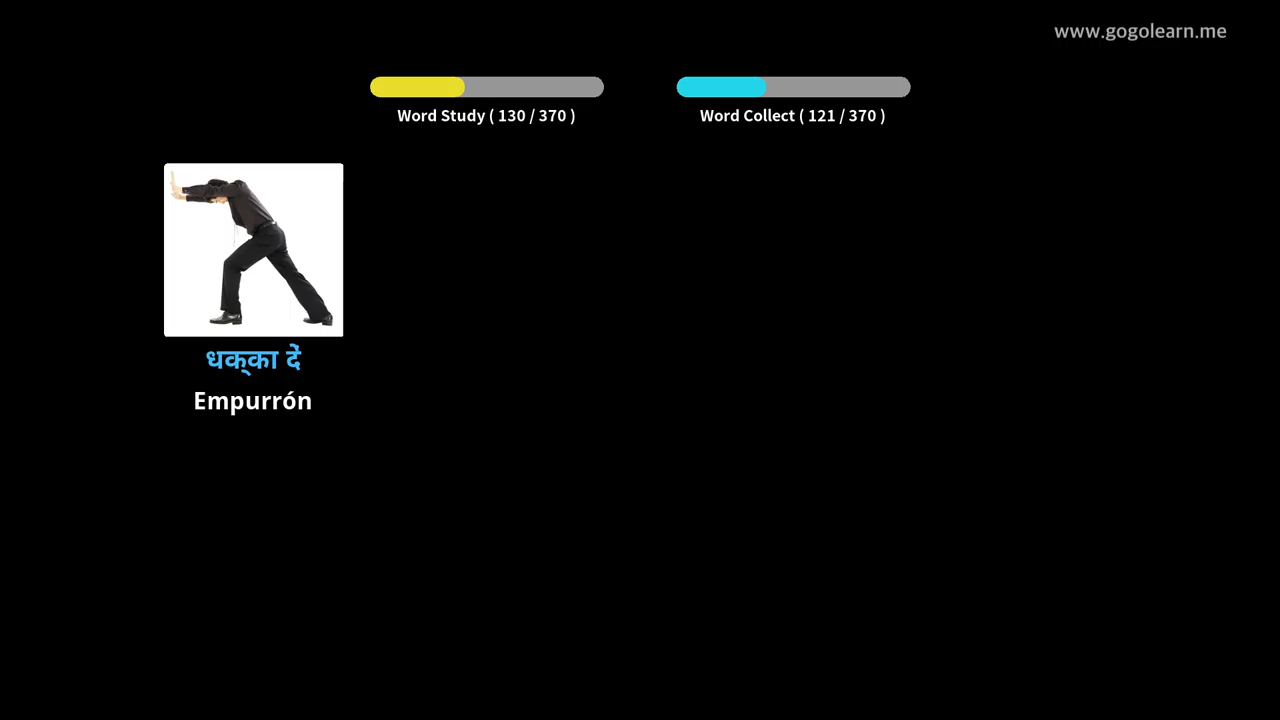 www.gogolearn.me
Word Study ( 130 / 370 )
Word Collect ( 121 / 370 )
धक्का दें
Empurrón